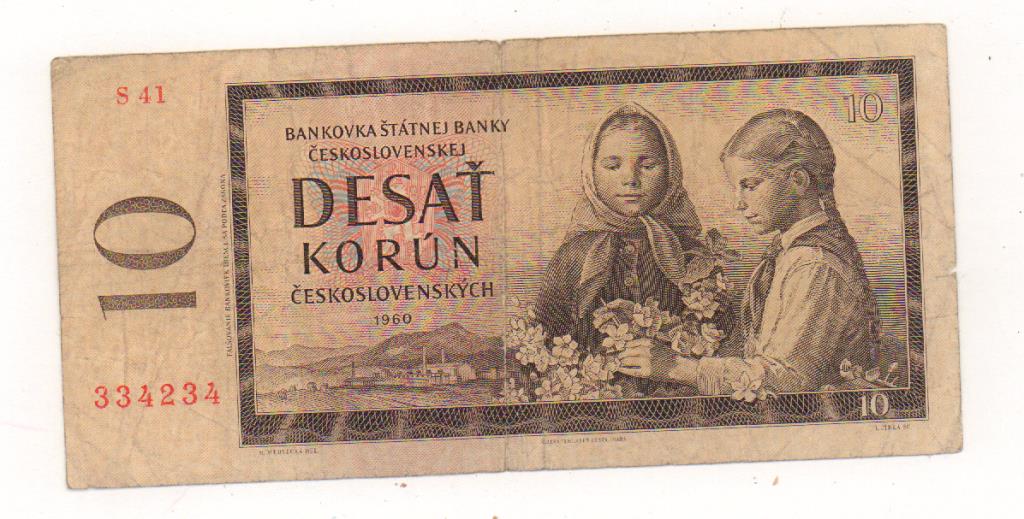 S 41
10
BANKOVKA ŠTÁTNEJ BANKY
ČESKOSLOVENSKEJ
DESAŤ
KORÚN
ČESKOSLOVENSKÝCH
1960
10
334234
10